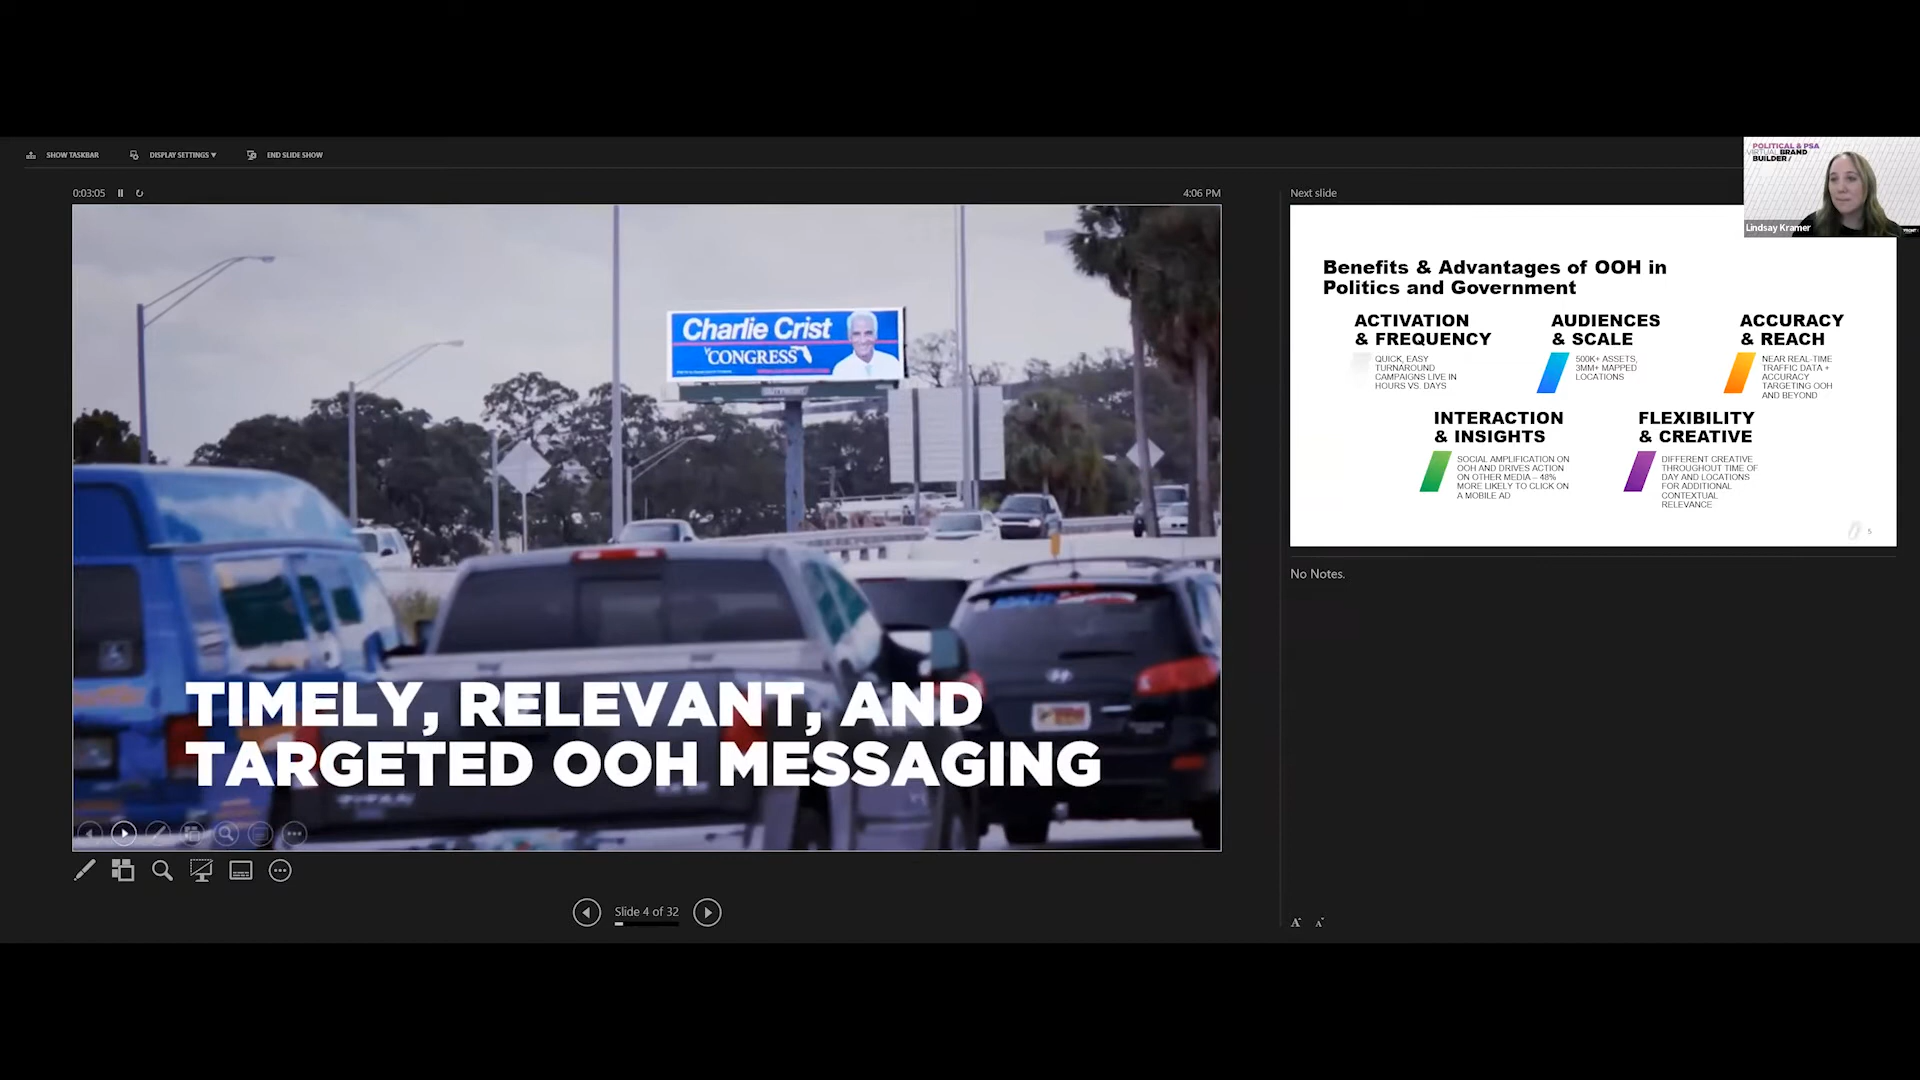 SHOW TASKBAR
DISPLAY SETTINGS ▾
END SLIDE SHOW
0:03:05
4:06 PM
Charlie Crist
CONGRESS
TIMELY, RELEVANT, AND
TARGETED OOH MESSAGING
Slide 4 of 32
Next slide
POLITICAL & PSA
VIRTUAL BRAND
BUILDER /
Lindsay Kramer
Benefits & Advantages of OOH in
Politics and Government
ACTIVATION
& FREQUENCY
QUICK, EASY
TURNAROUND
CAMPAIGNS LIVE IN
HOURS VS. DAYS
AUDIENCES
& SCALE
500K+ ASSETS,
3MM+ MAPPED
LOCATIONS
ACCURACY
& REACH
NEAR REAL-TIME
TRAFFIC DATA +
ACCURACY
TARGETING OOH
AND BEYOND
INTERACTION
& INSIGHTS
SOCIAL AMPLIFICATION ON
OOH AND DRIVES ACTION
ON OTHER MEDIA – 48%
MORE LIKELY TO CLICK ON
A MOBILE AD
FLEXIBILITY
& CREATIVE
DIFFERENT CREATIVE
THROUGHOUT TIME OF
DAY AND LOCATIONS
FOR ADDITIONAL
CONTEXTUAL
RELEVANCE
5
No Notes.
A A